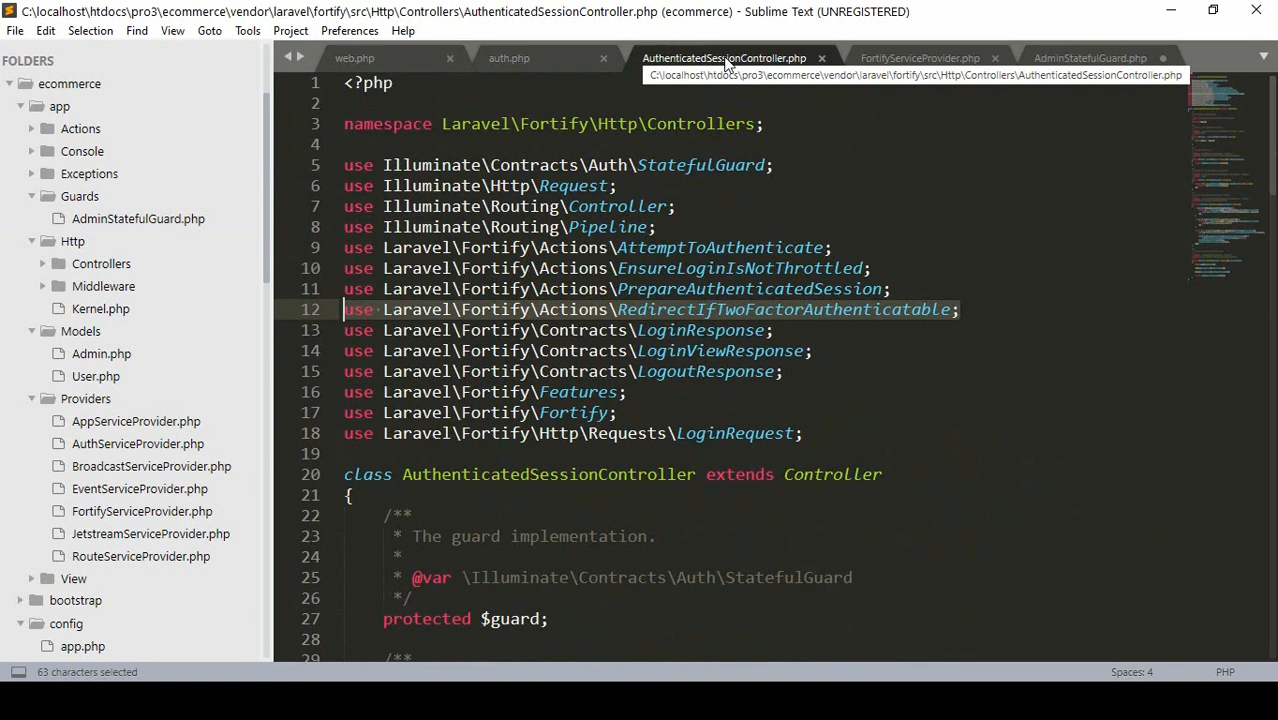 C:\localhost\htdocs\pro3\ecommerce\vendor\laravel\fortify\src\Http\Controllers\AuthenticatedSessionController.php (ecommerce) - Sublime Text (UNREGISTERED)
File Edit Selection Find View Goto Tools Project Preferences Help
FOLDERS
ecommerce
app
Actions
Console
Exceptions
Guards
AdminStatefulGuard.php
Http
Controllers
Middleware
Kernel.php
Models
Admin.php
User.php
Providers
AppServiceProvider.php
AuthServiceProvider.php
BroadcastServiceProvider.php
EventServiceProvider.php
FortifyServiceProvider.php
JetstreamServiceProvider.php
RouteServiceProvider.php
View
bootstrap
config
app.php
web.php auth.php AuthenticatedSessionController.php FortifyServiceProvider.php AdminStatefulGuard.php
C:\localhost\htdocs\pro3\ecommerce\vendor\laravel\fortify\src\Http\Controllers\AuthenticatedSessionController.php
1 <?php
2
3 namespace Laravel\Fortify\Http\Controllers;
4
5 use Illuminate\Contracts\Auth\StatefulGuard;
6 use Illuminate\Http\Request;
7 use Illuminate\Routing\Controller;
8 use Illuminate\Routing\Pipeline;
9 use Laravel\Fortify\Actions\AttemptToAuthenticate;
10 use Laravel\Fortify\Actions\EnsureLoginIsNotThrottled;
11 use Laravel\Fortify\Actions\PrepareAuthenticatedSession;
12 use Laravel\Fortify\Actions\RedirectIfTwoFactorAuthenticatable;
13 use Laravel\Fortify\Contracts\LoginResponse;
14 use Laravel\Fortify\Contracts\LoginViewResponse;
15 use Laravel\Fortify\Contracts\LogoutResponse;
16 use Laravel\Fortify\Features;
17 use Laravel\Fortify\Fortify;
18 use Laravel\Fortify\Http\Requests\LoginRequest;
19
20 class AuthenticatedSessionController extends Controller
21 {
22 /**
23 * The guard implementation.
24 *
25 * @var \Illuminate\Contracts\Auth\StatefulGuard
26 */
27 protected $guard;
28
29 /**
63 characters selected Spaces: 4 PHP